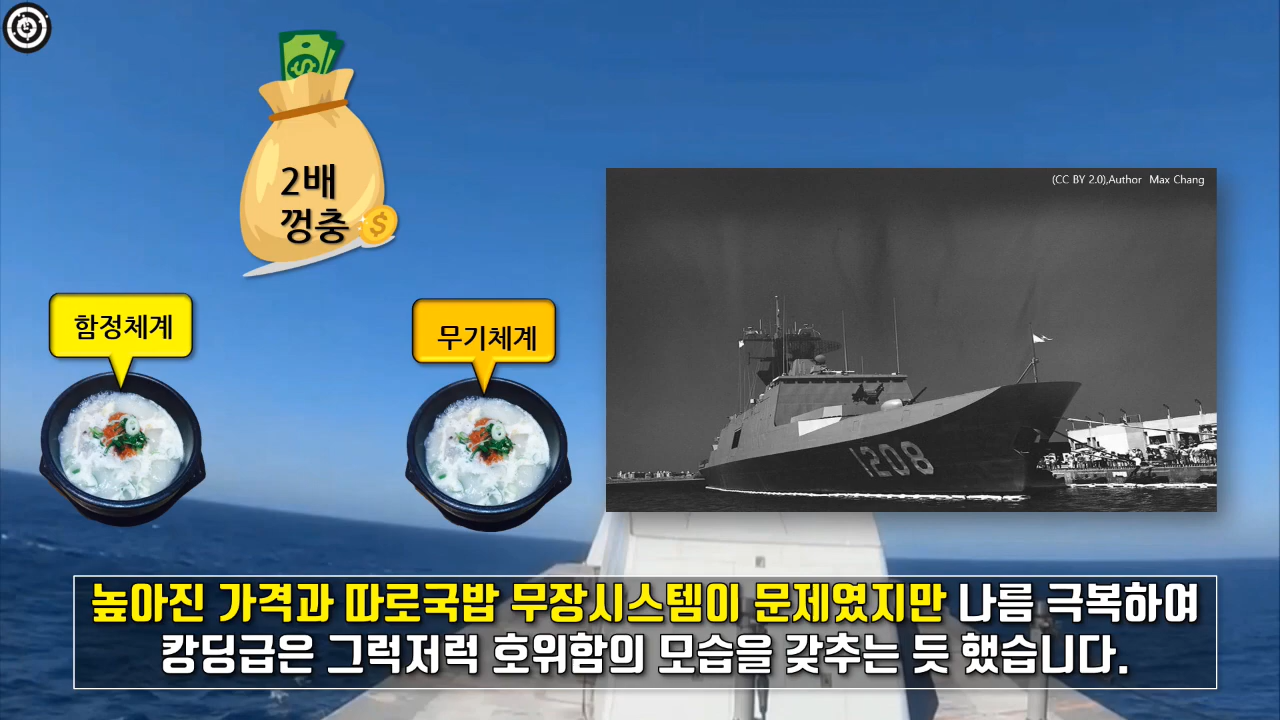 2배
껑충
(CC BY 2.0),Author Max Chang
함정체계
무기체계
1208
높아진 가격과 따로국밥 무장시스템이 문제였지만 나름 극복하여
캉딩급은 그럭저럭 호위함의 모습을 갖추는 듯 했습니다.